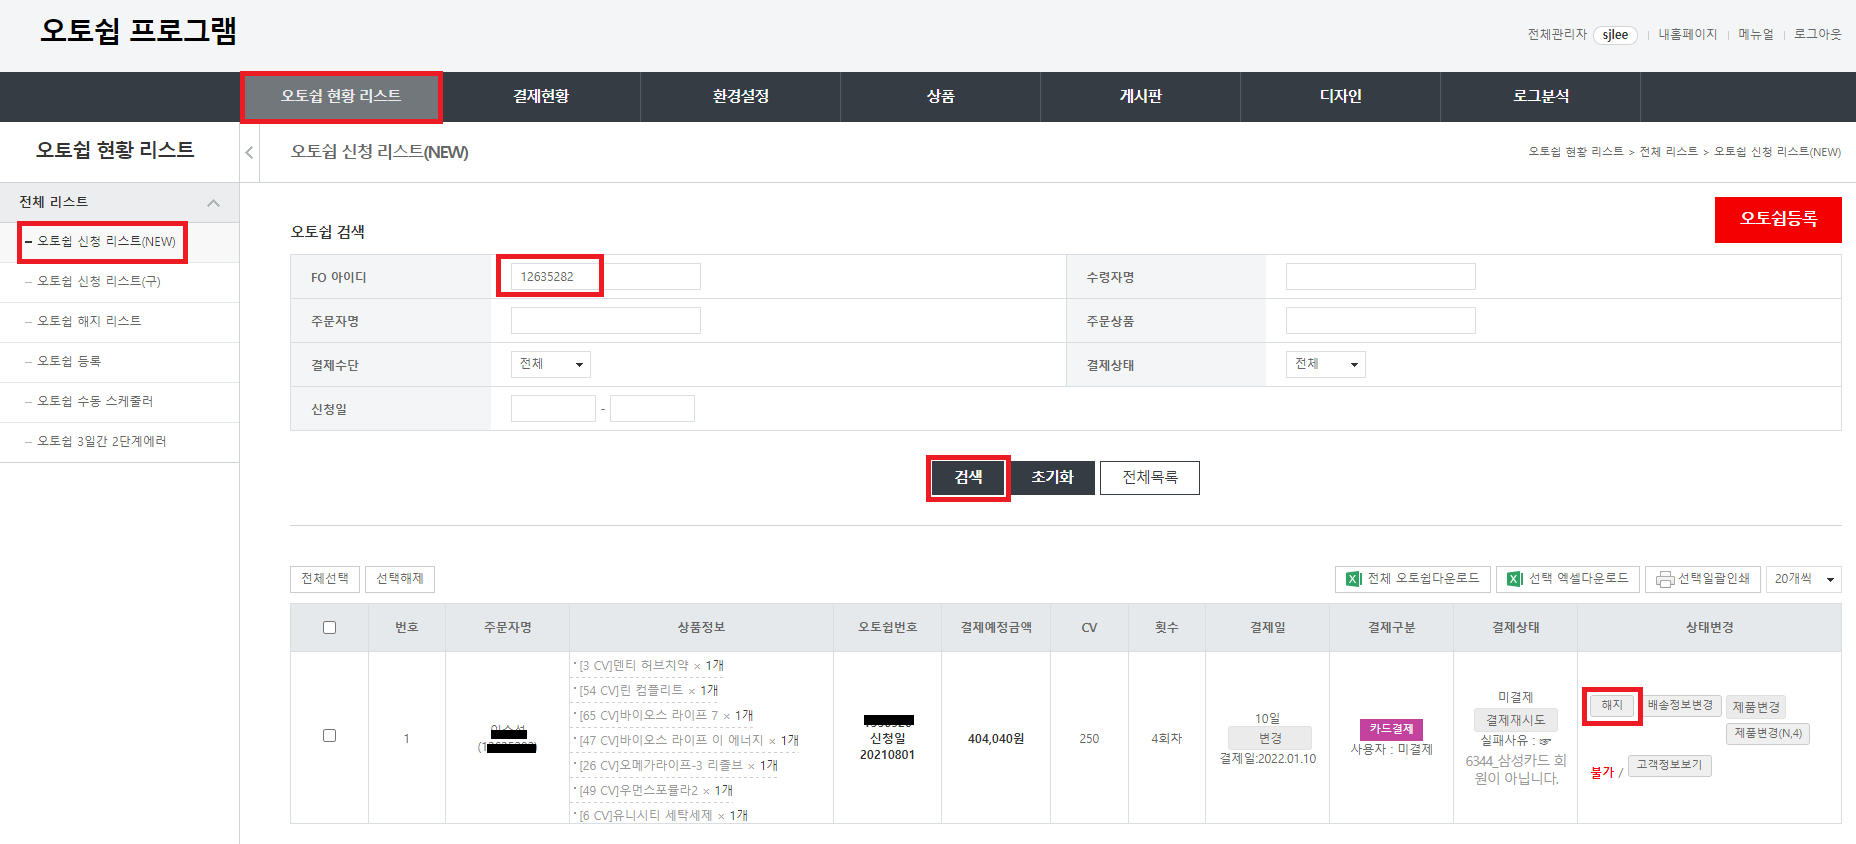 오토쉽 프로그램
전체관리자 sjlee 내홈페이지 메뉴얼 로그아웃
오토쉽 현황 리스트 결제현황 환경설정 상품 게시판 디자인 로그분석
오토쉽 현황 리스트
오토쉽 신청 리스트(NEW)
오토쉽 현황 리스트 > 전체 리스트 > 오토쉽 신청 리스트(NEW)
전체 리스트
오토쉽 신청 리스트(NEW)
오토쉽 신청 리스트(구)
오토쉽 해지 리스트
오토쉽 등록
오토쉽 수동 스케줄러
오토쉽 3일간 2단계에러
오토쉽등록
오토쉽 검색
FO 아이디 12635282 수령자명
주문자명 주문상품
결제수단 전체 결제상태 전체
신청일 -
검색 초기화 전체목록
전체선택 선택해제 전체 오토쉽다운로드 선택 엑셀다운로드 선택일괄인쇄 20개씩
번호 주문자명 상품정보 오토쉽번호 결제예정금액 CV 횟수 결제일 결제구분 결제상태 상태변경
1
[3 CV]덴티 허브치약 × 1개
[54 CV]린 컴플리트 × 1개
[65 CV]바이오스 라이프 7 × 1개
[47 CV]바이오스 라이프 이 에너지 × 1개
[26 CV]오메가라이프-3 리졸브 × 1개
[49 CV]우먼스포뮬라2 × 1개
[6 CV]유니시티 세탁세제 × 1개
신청일
20210801
404,040원
250
4회차
10일
변경
결제일:2022.01.10
카드결제
사용자 : 미결제
미결제
결제재시도
실패사유 : ☞
6344_삼성카드 회
원이 아닙니다.
해지 배송정보변경 제품변경
제품변경(N,4)
불가 / 고객정보보기